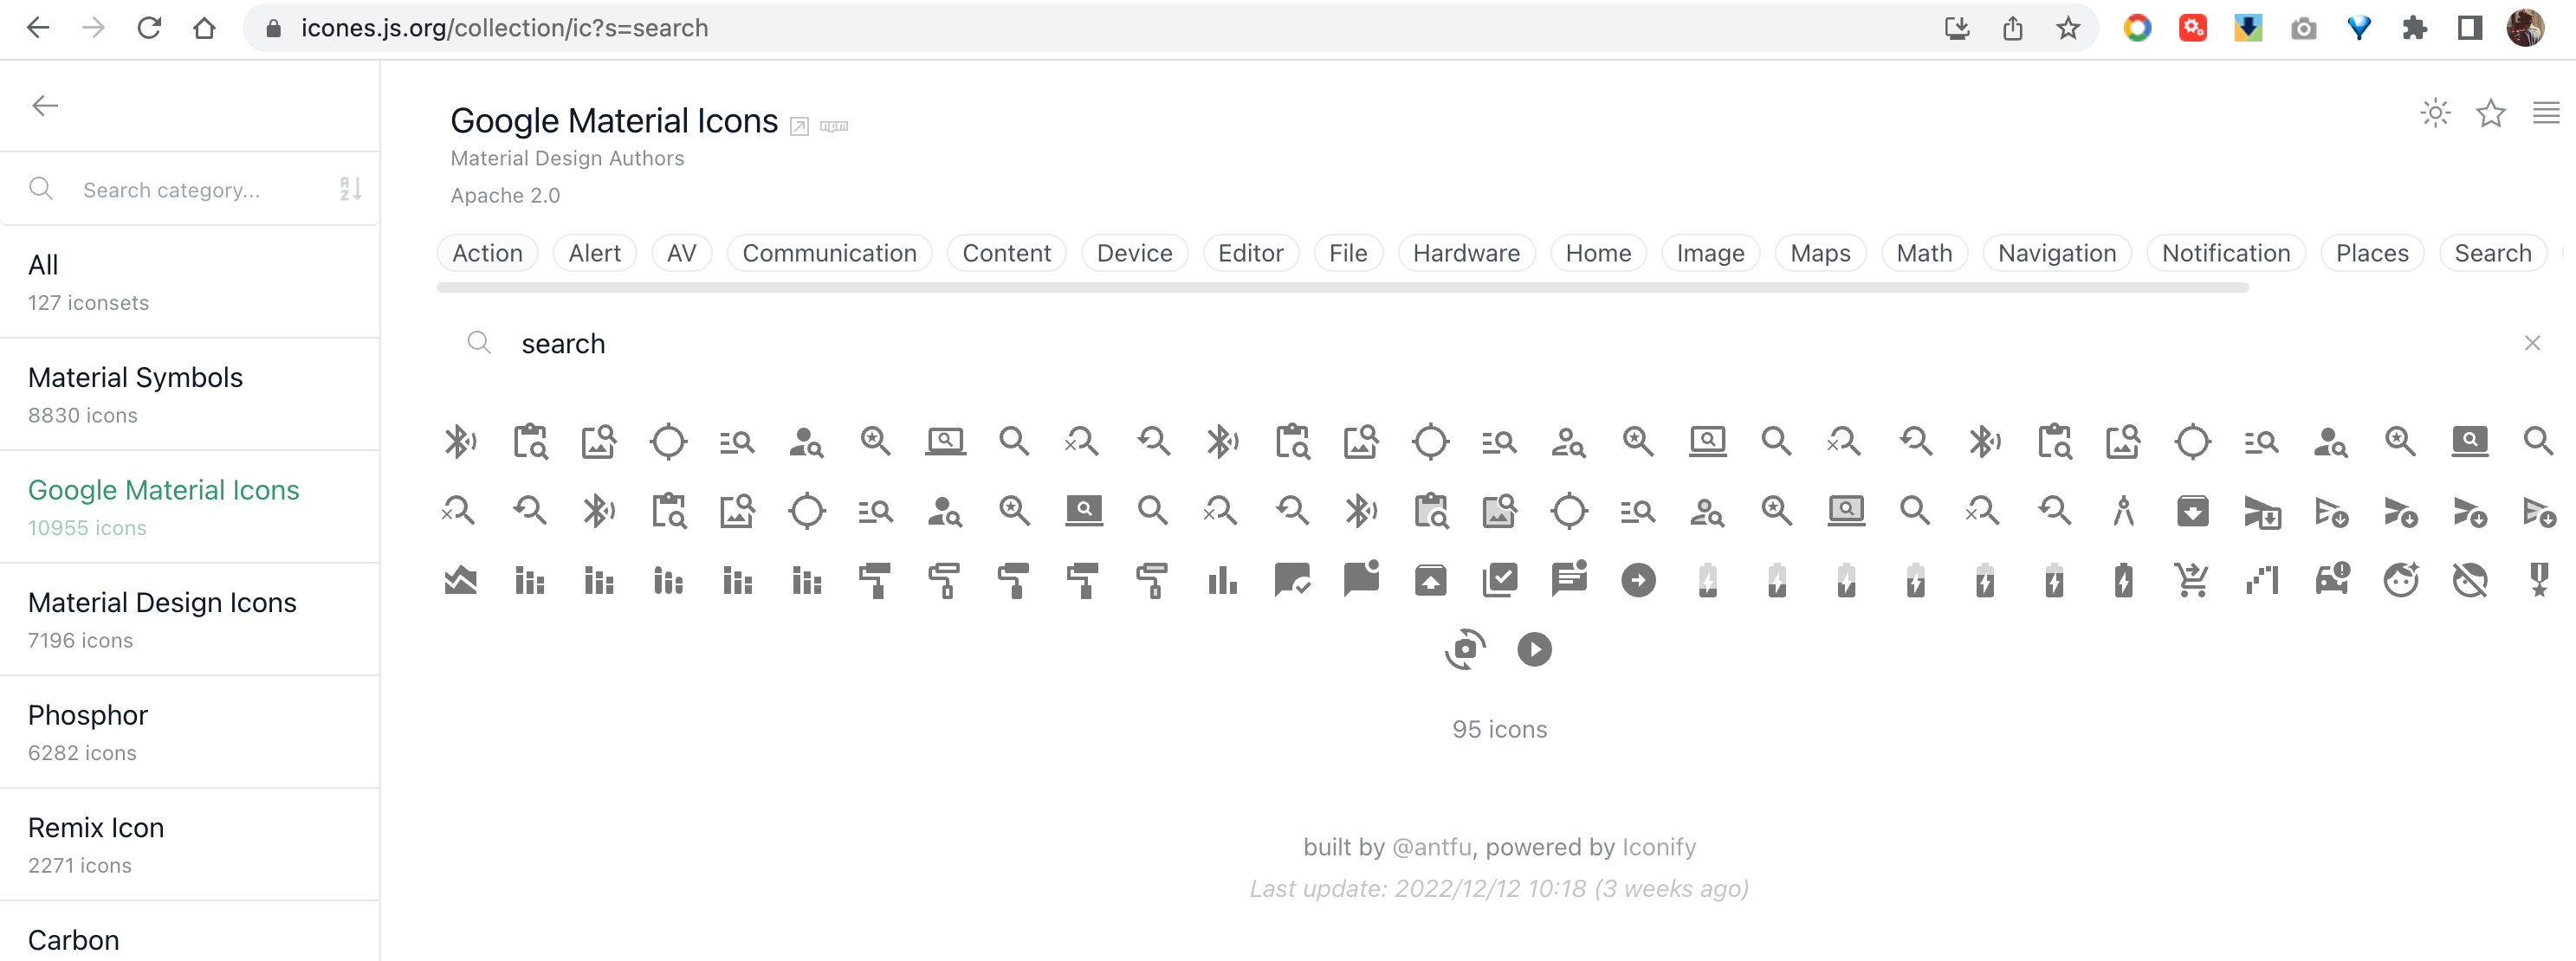 icones.js.org/collection/ic?s=search
Google Material Icons
npm
Material Design Authors
Apache 2.0
Search category...
A
Z
Action Alert AV Communication Content Device Editor File Hardware Home Image Maps Math Navigation Notification Places Search
All
127 iconsets
search
Material Symbols
8830 icons
Google Material Icons
10955 icons
Material Design Icons
7196 icons
Phosphor
6282 icons
Remix Icon
2271 icons
Carbon
95 icons
built by @antfu, powered by Iconify
Last update: 2022/12/12 10:18 (3 weeks ago)